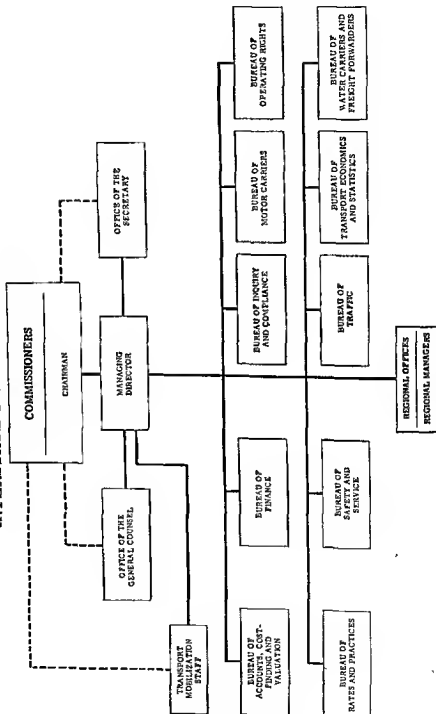 COMMISSIONERS
CHAIRMAN
OFFICE OF THE
SECRETARY
MANAGING
DIRECTOR
OFFICE OF THE
GENERAL COUNSEL
TRANSPORT
MOBILIZATION
STAFF
BUREAU OF
ACCOUNTS, COST-
FINDING AND
VALUATION
BUREAU OF
FINANCE
BUREAU OF INQUIRY
AND COMPLIANCE
BUREAU OF
MOTOR CARRIERS
BUREAU OF
OPERATING RIGHTS
BUREAU OF
RATES AND PRACTICES
BUREAU OF
SAFETY AND
SERVICE
BUREAU OF
TRAFFIC
BUREAU OF
TRANSPORT ECONOMICS
AND STATISTICS
BUREAU OF
WATER CARRIERS AND
FREIGHT FORWARDERS
REGIONAL OFFICES
REGIONAL MANAGERS